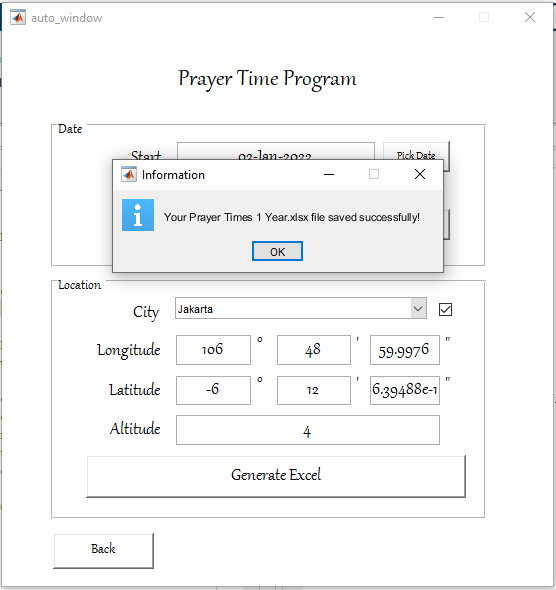 auto_window
Prayer Time Program
Date
Start 03-Jan-2022 Pick Date
Information
Your Prayer Times 1 Year.xlsx file saved successfully!
OK
Location
City Jakarta
Longitude 106 ° 48 ' 59.9976 "
Latitude -6 ° 12 ' 6.39488e-1 "
Altitude 4
Generate Excel
Back